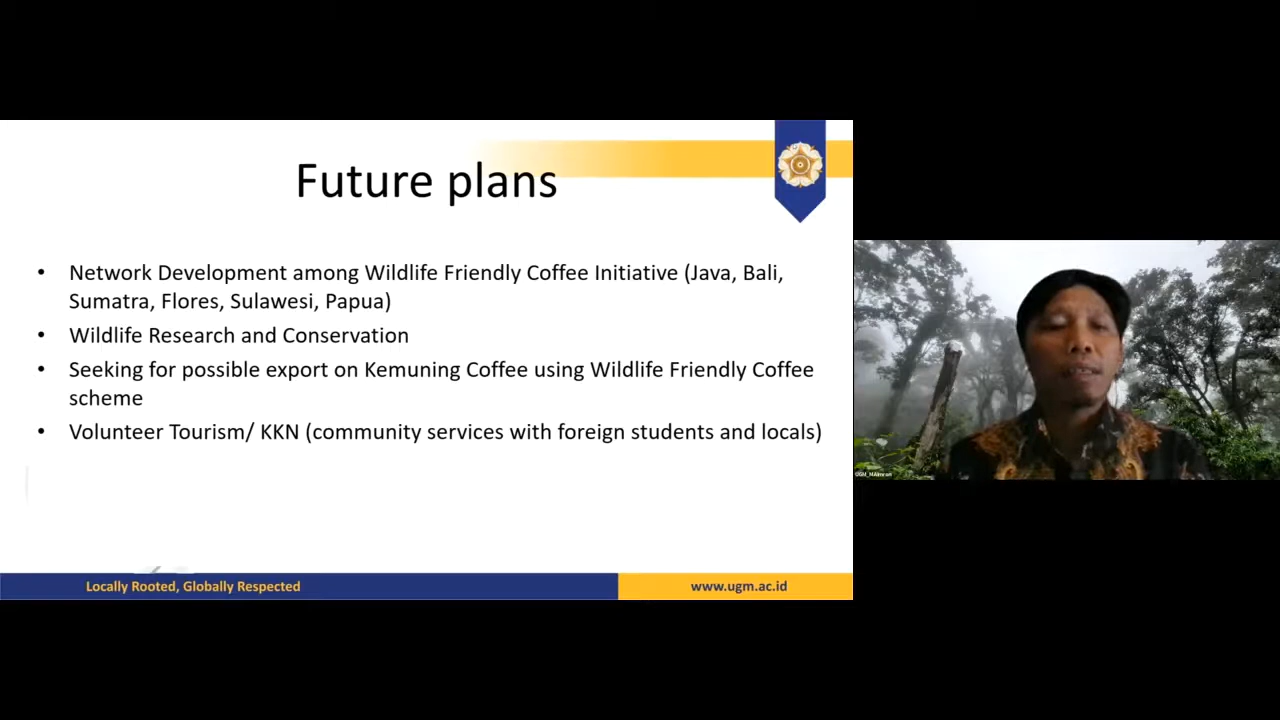 Future plans
• Network Development among Wildlife Friendly Coffee Initiative (Java, Bali,
Sumatra, Flores, Sulawesi, Papua)
• Wildlife Research and Conservation
• Seeking for possible export on Kemuning Coffee using Wildlife Friendly Coffee
scheme
• Volunteer Tourism/ KKN (community services with foreign students and locals)
Locally Rooted, Globally Respected
www.ugm.ac.id